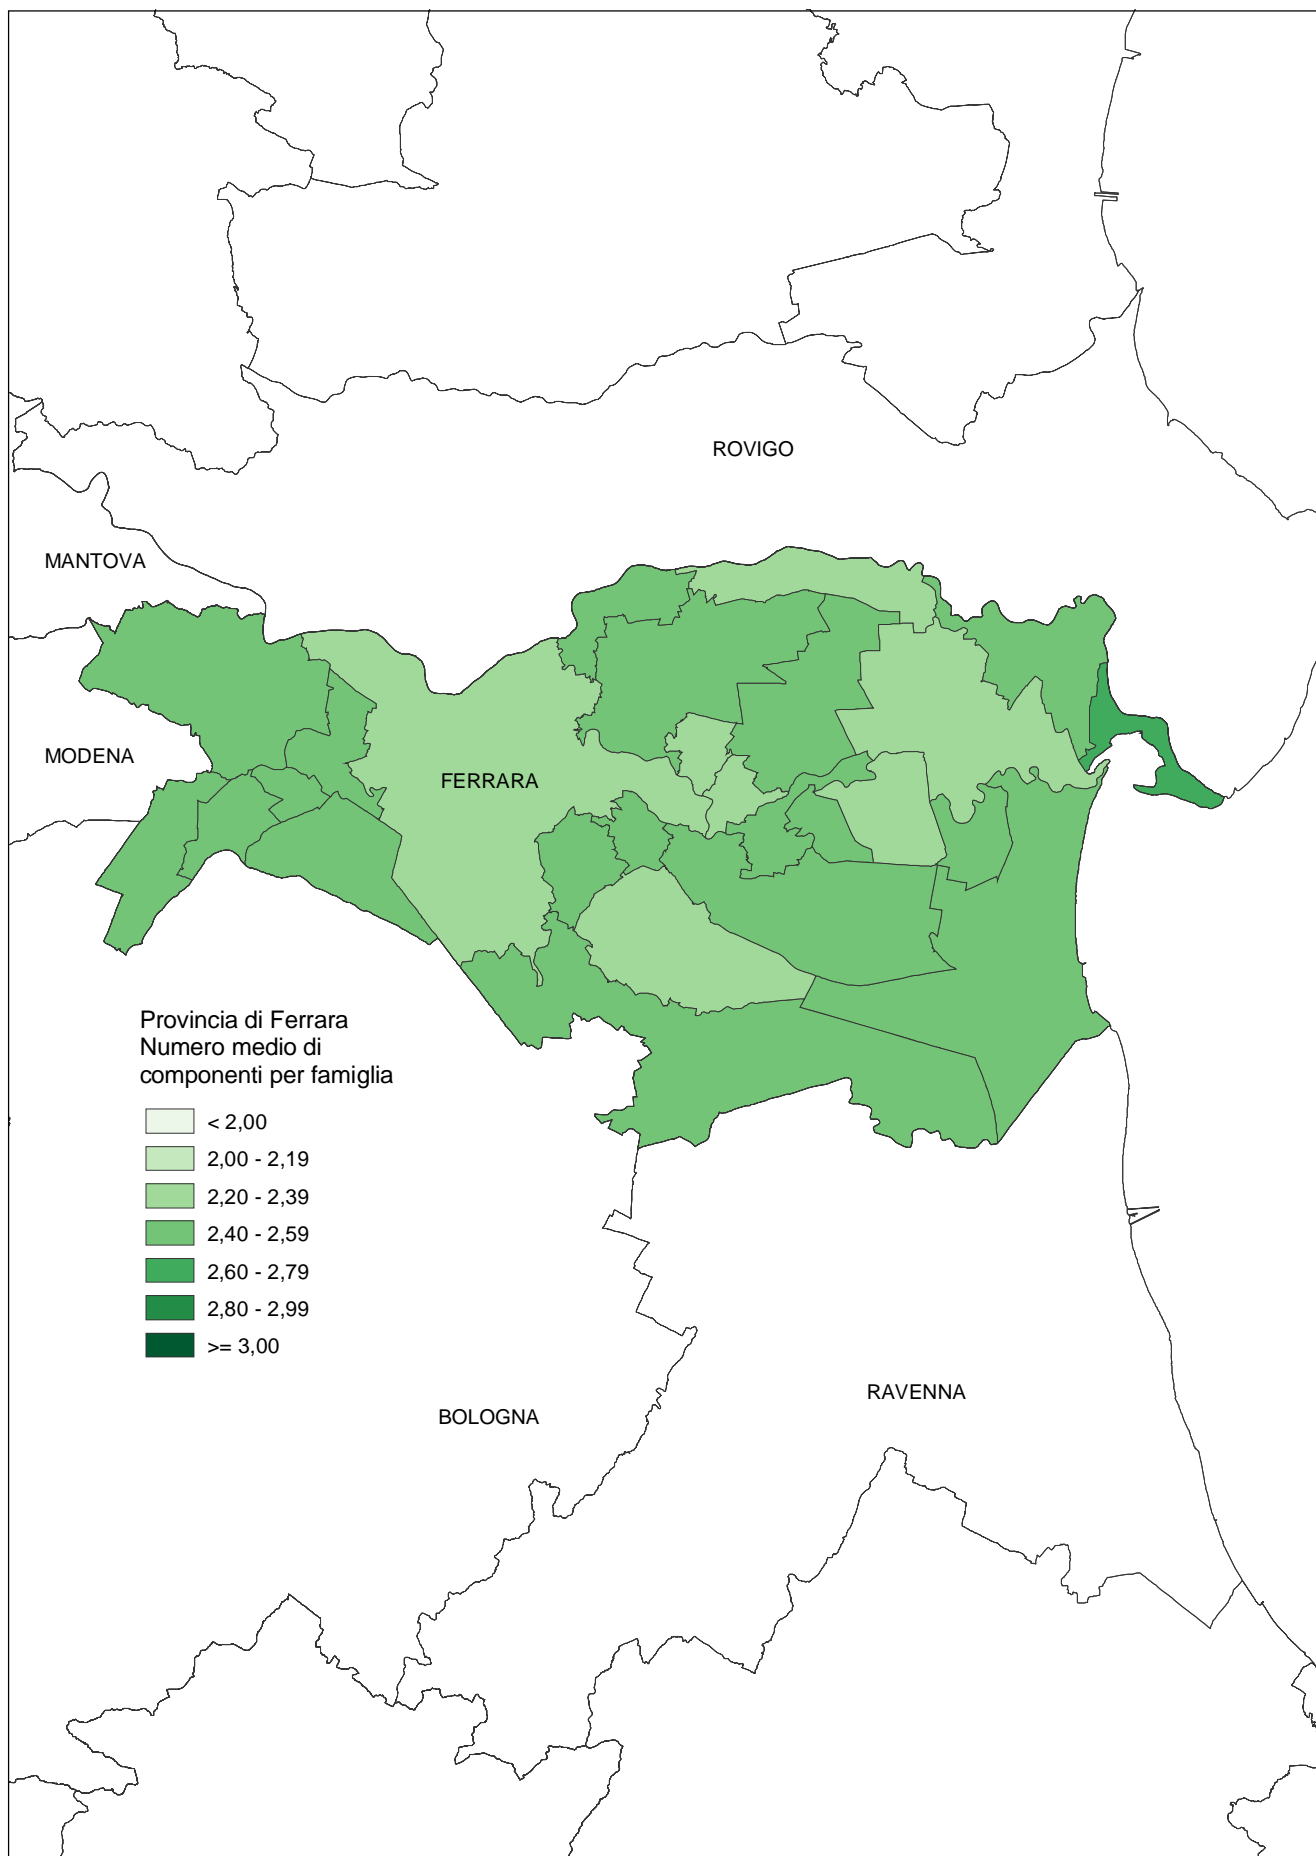 ROVIGO
MANTOVA
MODENA
FERRARA
Provincia di Ferrara
Numero medio di
componenti per famiglia
< 2,00
2,00 - 2,19
2,20 - 2,39
2,40 - 2,59
2,60 - 2,79
2,80 - 2,99
>= 3,00
RAVENNA
BOLOGNA